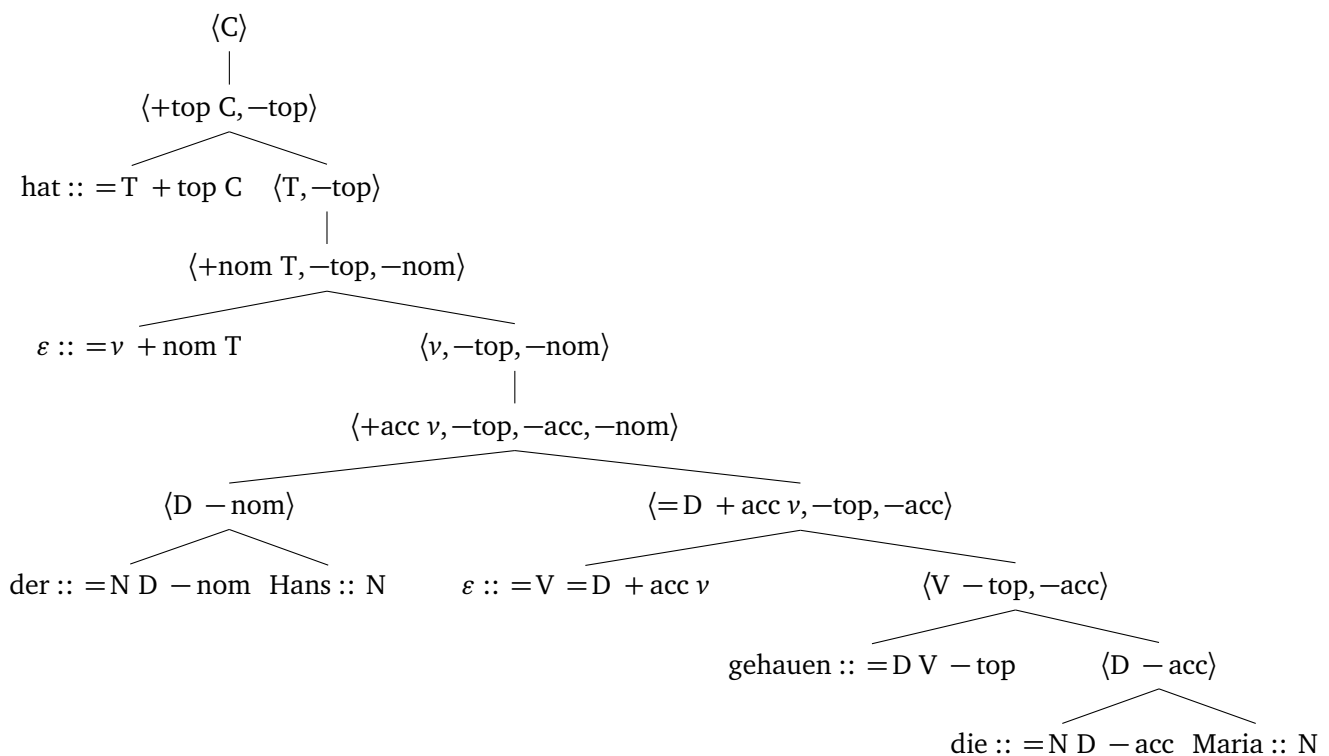 ⟨C⟩
⟨+top C, −top⟩
hat :: =T +top C ⟨T, −top⟩
⟨+nom T, −top, −nom⟩
ε :: =v +nom T ⟨v, −top, −nom⟩
⟨+acc v, −top, −acc, −nom⟩
⟨D −nom⟩ ⟨=D +acc v, −top, −acc⟩
der :: =N D −nom Hans :: N ε :: =V =D +acc v ⟨V −top, −acc⟩
gehauen :: =D V −top ⟨D −acc⟩
die :: =N D −acc Maria :: N